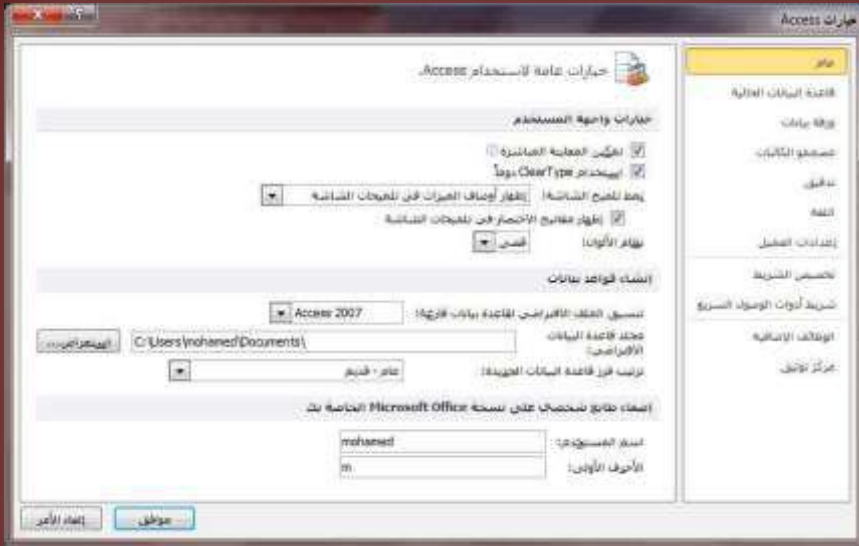 خيارات Access
عام
قاعدة البيانات الحالية
ورقة بيانات
مصممو الكائنات
تدقيق
اللغة
إعدادات العميل
تخصيص الشريط
شريط أدوات الوصول السريع
الوظائف الإضافية
مركز توثيق
خيارات عامة لاستخدام Access.
خيارات واجهة المستخدم
تمكين المعاينة المباشرة
استخدام ClearType دوماً
نمط تلميح الشاشة: إظهار أوصاف الميزات في تلميحات الشاشة
إظهار مفاتيح الاختصار في تلميحات الشاشة
نظام الألوان: فضي
إنشاء قواعد بيانات
تنسيق الملف الافتراضي لقاعدة بيانات فارغة: Access 2007
مجلد قاعدة البيانات الافتراضي: C:\Users\mohamed\Documents\ استعراض...
ترتيب فرز قاعدة البيانات الجديدة: عام - قديم
إضفاء طابع شخصي على نسخة Microsoft Office الخاصة بك
اسم المستخدم: mohamed
الأحرف الأولى: m
موافق إلغاء الأمر